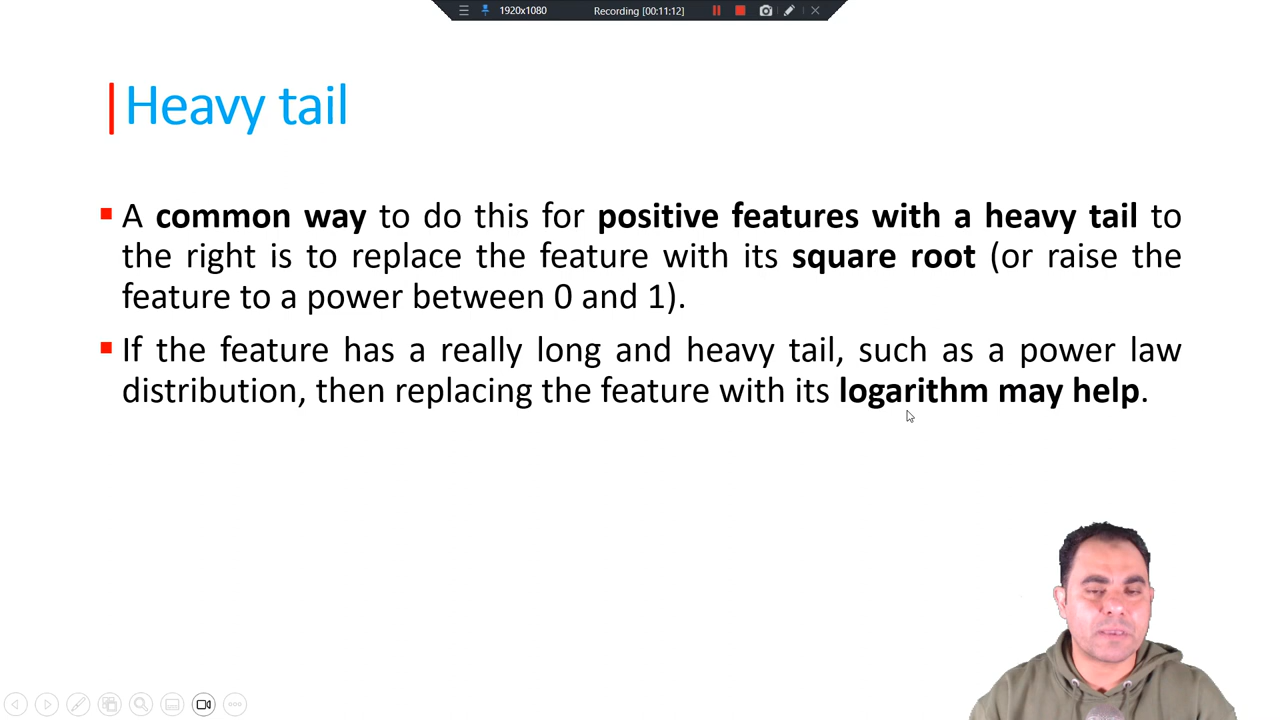 1920x1080 Recording [00:11:12]
Heavy tail
A common way to do this for positive features with a heavy tail to
the right is to replace the feature with its square root (or raise the
feature to a power between 0 and 1).
If the feature has a really long and heavy tail, such as a power law
distribution, then replacing the feature with its logarithm may help.